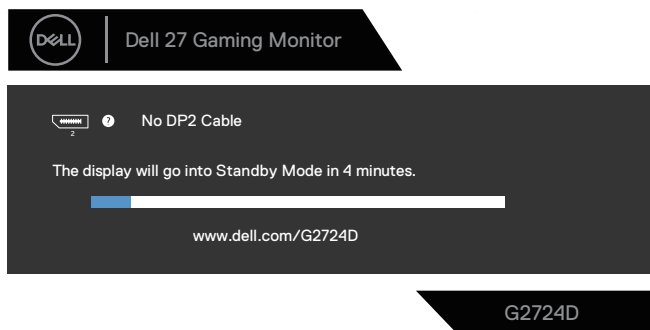 DELL
Dell 27 Gaming Monitor
? No DP2 Cable
2
The display will go into Standby Mode in 4 minutes.
www.dell.com/G2724D
G2724D